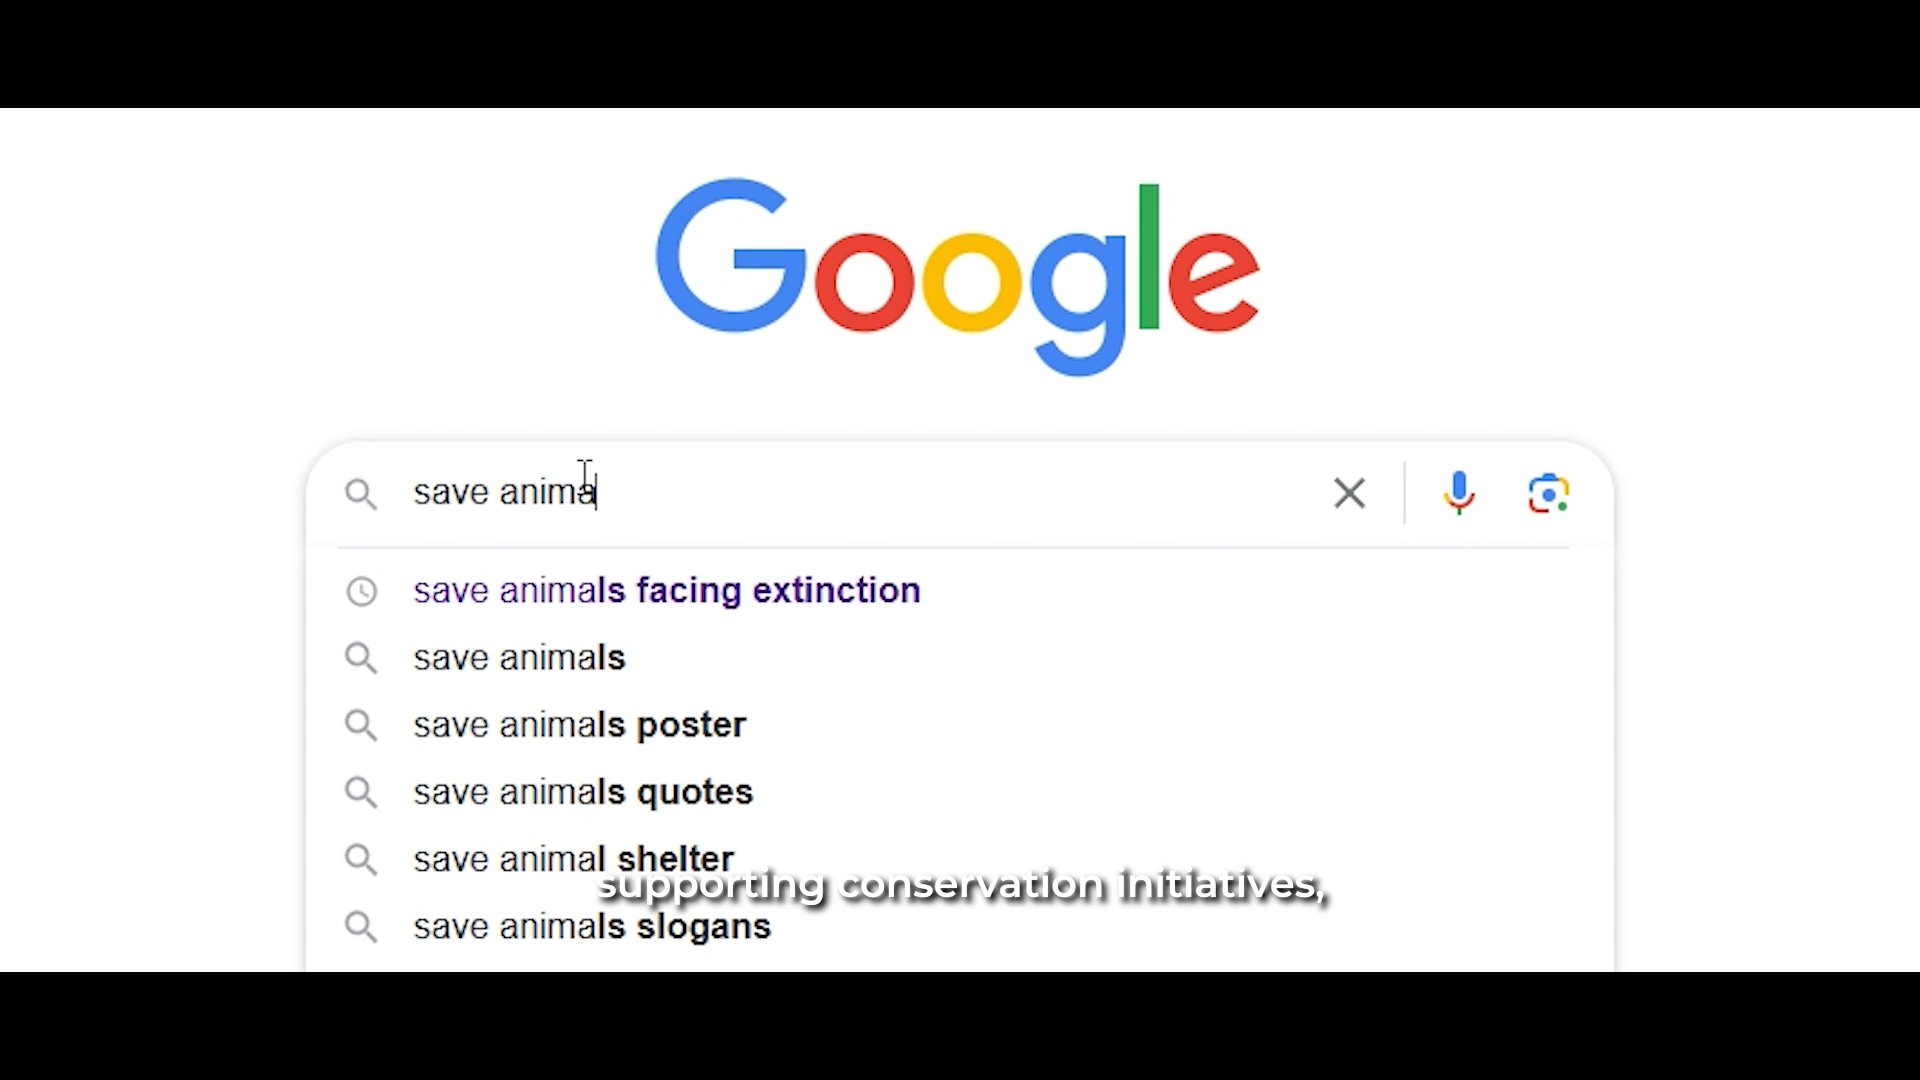 Google
save anima
save animals facing extinction
save animals
save animals poster
save animals quotes
save animal shelter
supporting conservation initiatives,
save animals slogans